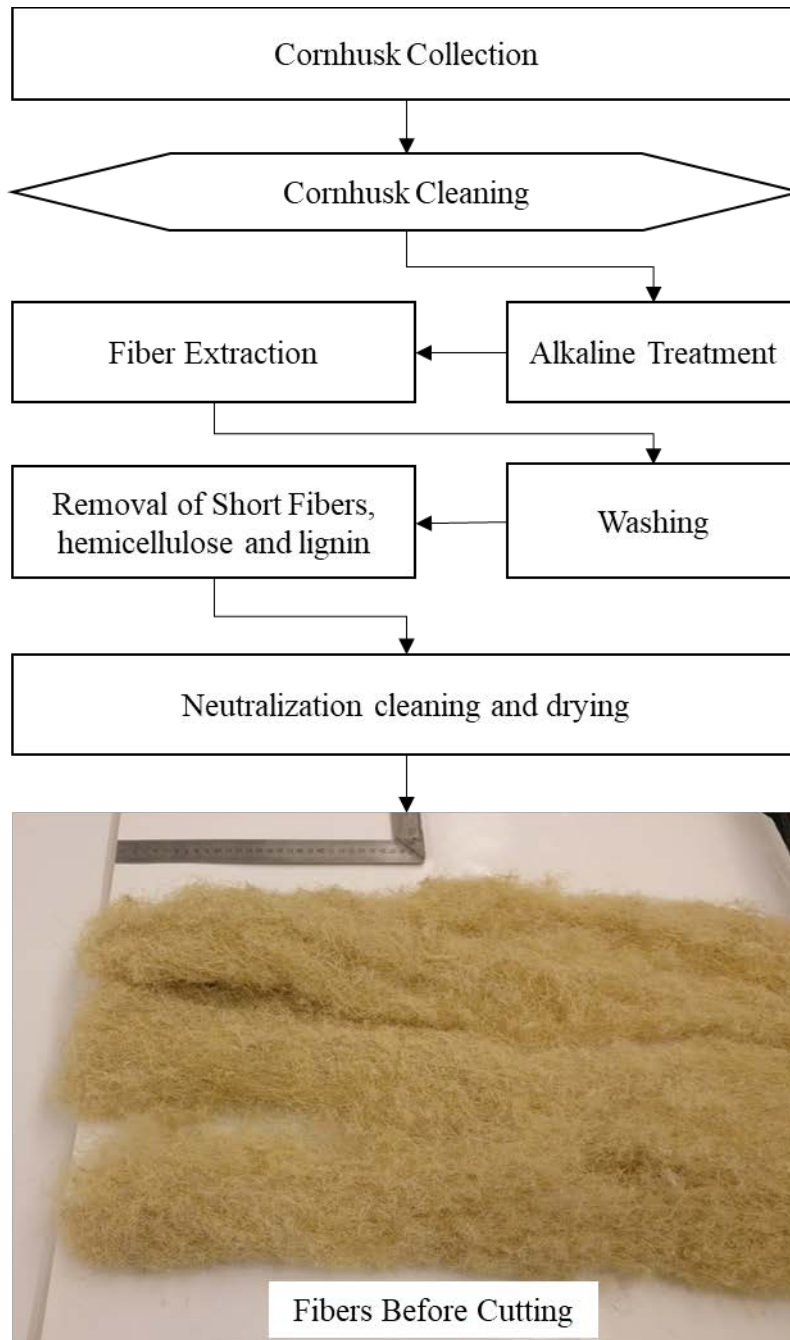 Cornhusk Collection
Cornhusk Cleaning
Alkaline Treatment
Fiber Extraction
Washing
Removal of Short Fibers,
hemicellulose and lignin
Neutralization cleaning and drying
Fibers Before Cutting